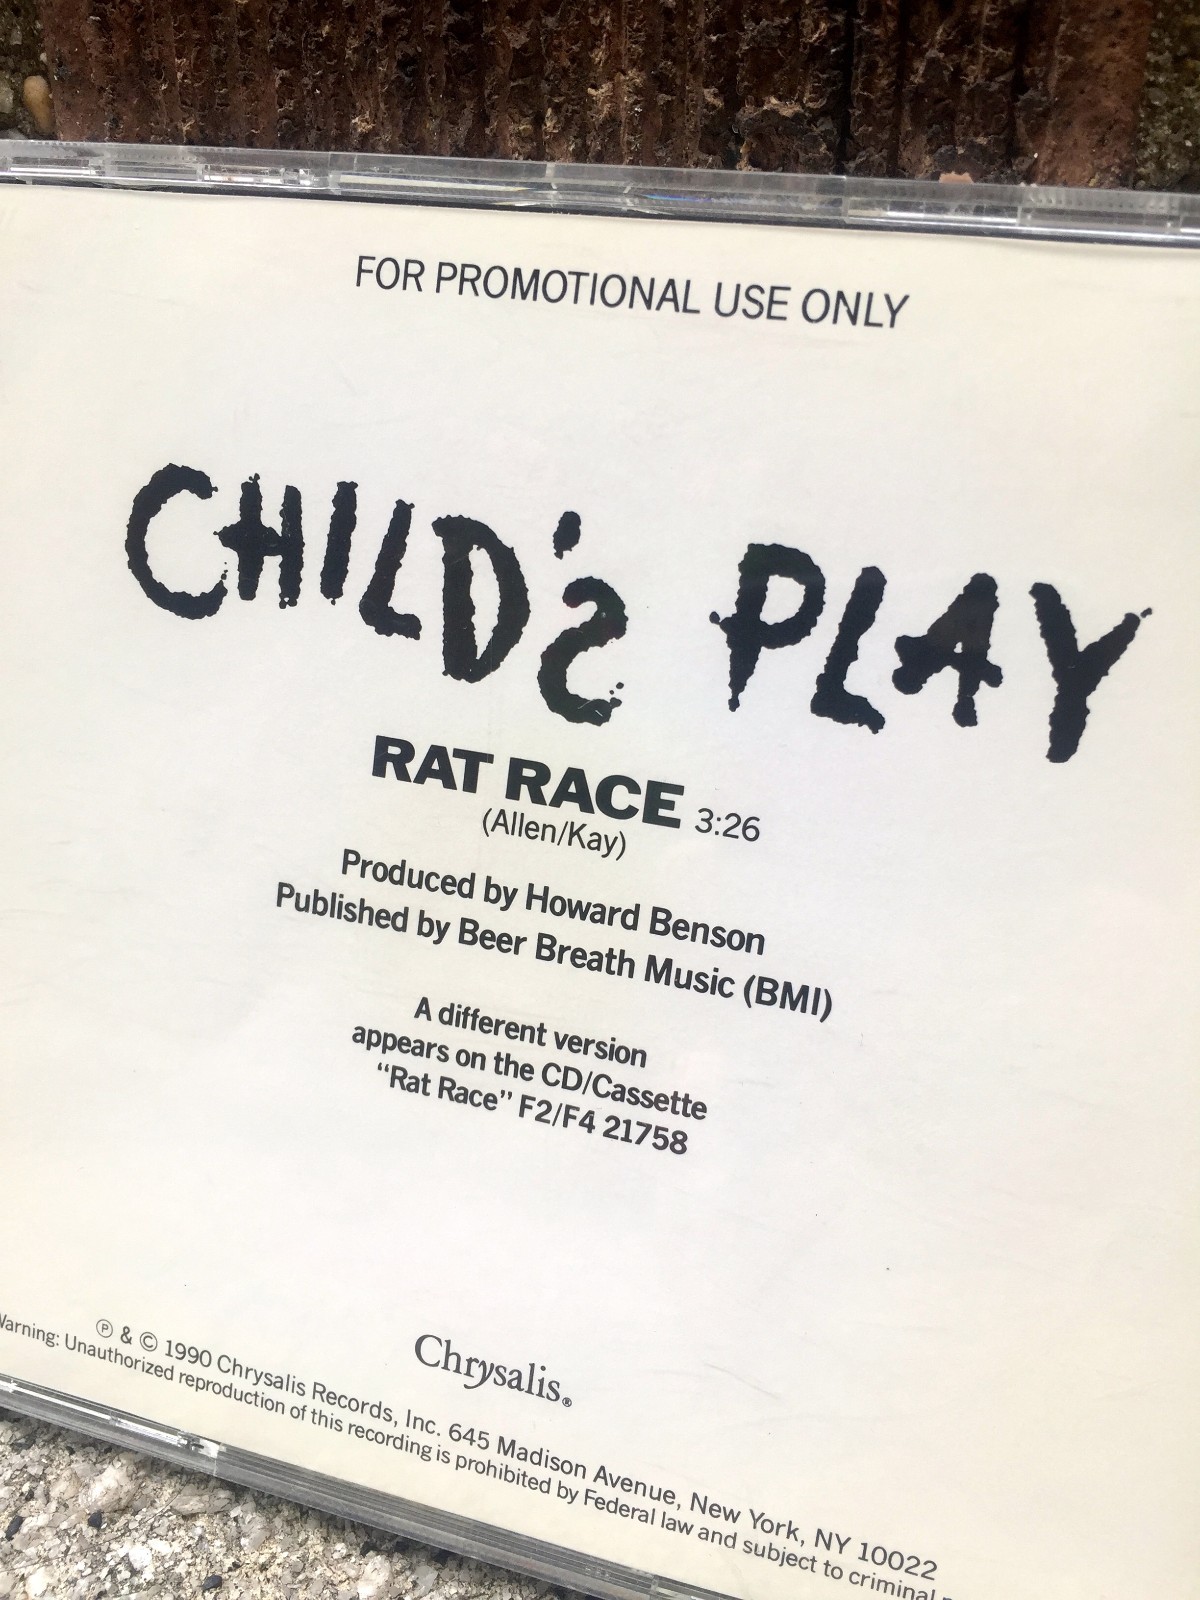 FOR PROMOTIONAL USE ONLY
CHILD'S PLAY
RAT RACE 3:26
(Allen/Kay)
Produced by Howard Benson
Published by Beer Breath Music (BMI)
A different version
appears on the CD/Cassette
“Rat Race” F2/F4 21758
Chrysalis®
℗ & © 1990 Chrysalis Records, Inc. 645 Madison Avenue, New York, NY 10022
Warning: Unauthorized reproduction of this recording is prohibited by Federal law and subject to criminal